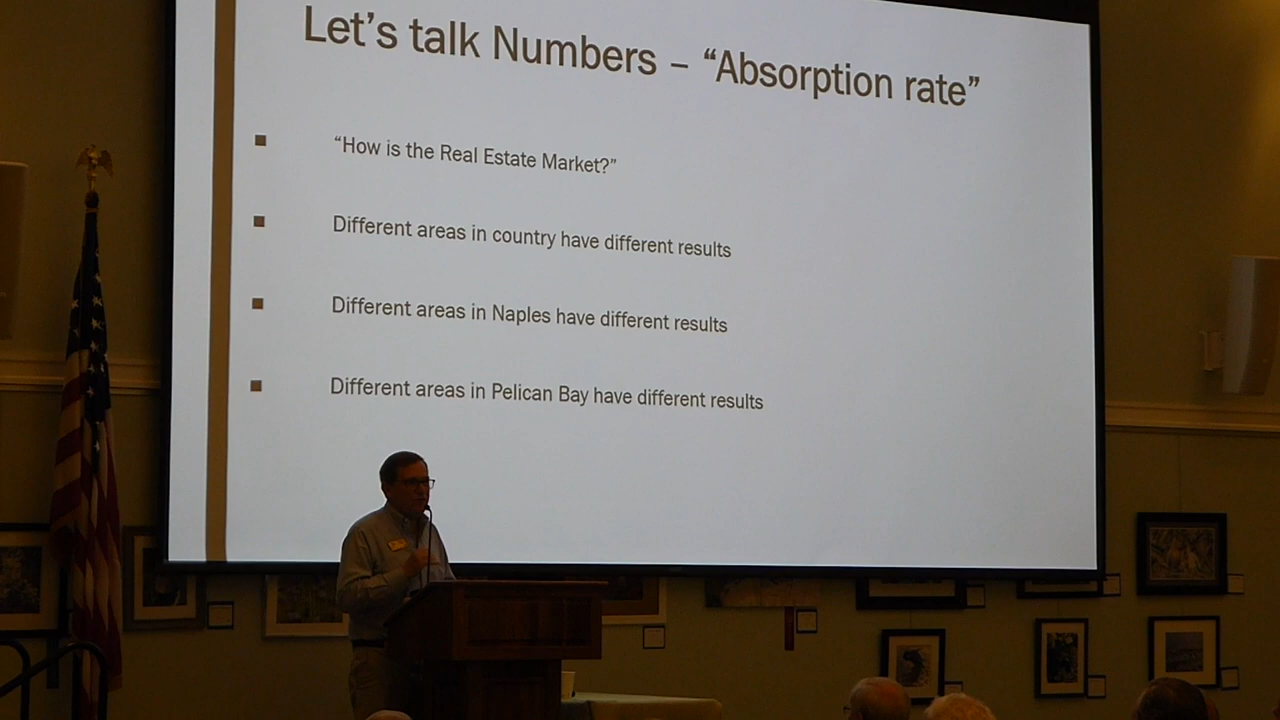 Let's talk Numbers – “Absorption rate”
“How is the Real Estate Market?”
Different areas in country have different results
Different areas in Naples have different results
Different areas in Pelican Bay have different results